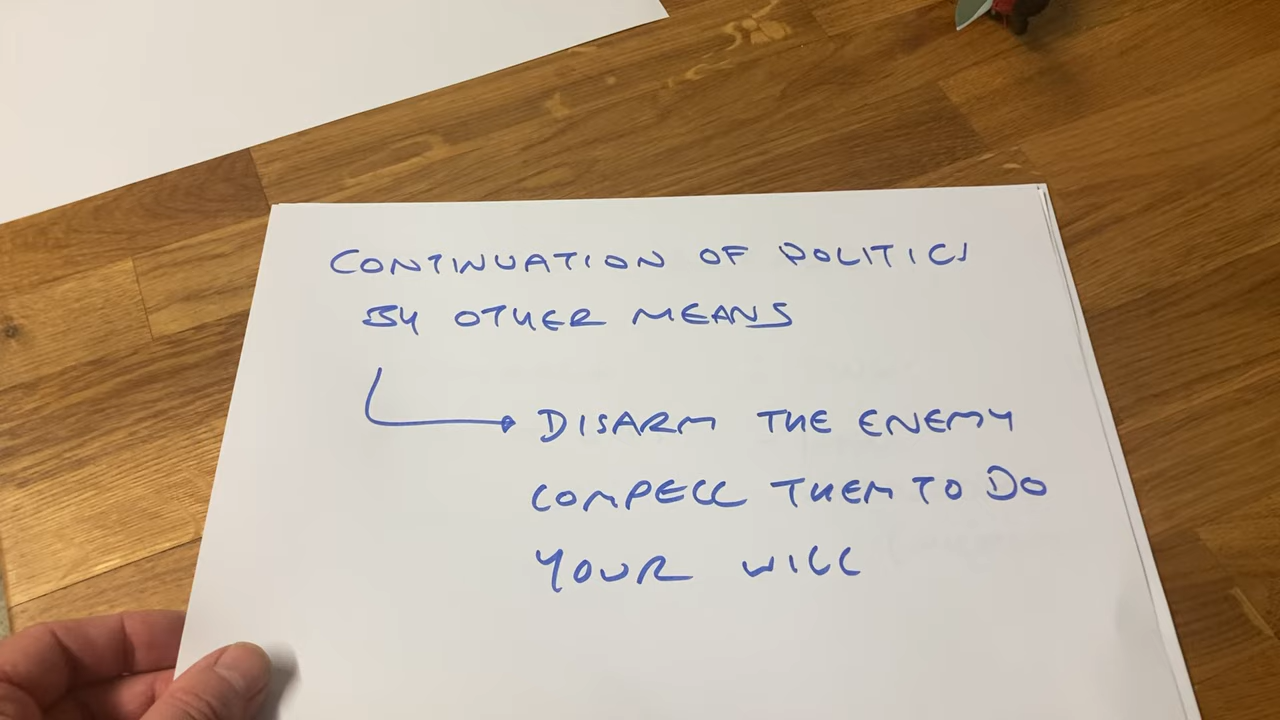 CONTINUATION OF POLITICS
BY OTHER MEANS
DISARM THE ENEMY
COMPELL THEM TO DO
YOUR WILL